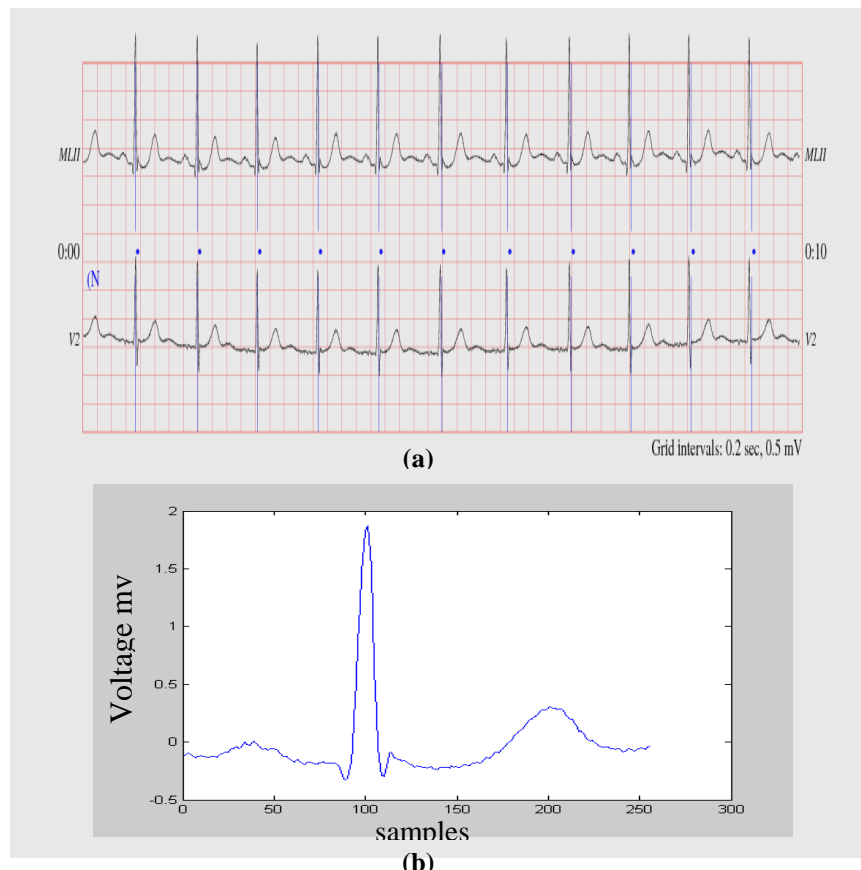 MLII MLII
0:00 0:10
(N
V2 V2
Grid intervals: 0.2 sec, 0.5 mV
(a)
2
1.5
1
0.5
0
-0.5
Voltage mv
0 50 100 150 200 250 300
samples
(b)